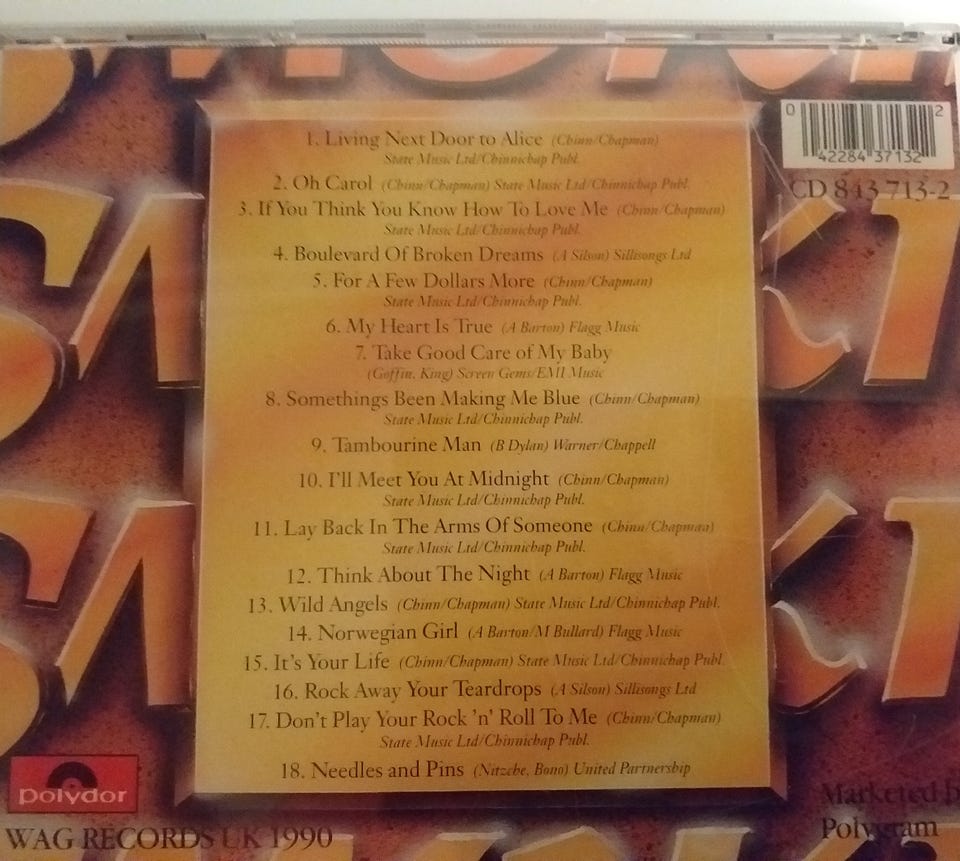 0 42284 37132 2
CD 843 713-2
1. Living Next Door to Alice (Chinn/Chapman)
State Music Ltd/Chinnichap Publ.
2. Oh Carol (Chinn/Chapman) State Music Ltd/Chinnichap Publ.
3. If You Think You Know How To Love Me (Chinn/Chapman)
State Music Ltd/Chinnichap Publ.
4. Boulevard Of Broken Dreams (A Silson) Sillisongs Ltd
5. For A Few Dollars More (Chinn/Chapman)
State Music Ltd/Chinnichap Publ.
6. My Heart Is True (A Barton) Flagg Music
7. Take Good Care of My Baby
(Goffin, King) Screen Gems/EMI Music
8. Somethings Been Making Me Blue (Chinn/Chapman)
State Music Ltd/Chinnichap Publ.
9. Tambourine Man (B Dylan) Warner/Chappell
10. I'll Meet You At Midnight (Chinn/Chapman)
State Music Ltd/Chinnichap Publ.
11. Lay Back In The Arms Of Someone (Chinn/Chapman)
State Music Ltd/Chinnichap Publ.
12. Think About The Night (A Barton) Flagg Music
13. Wild Angels (Chinn/Chapman) State Music Ltd/Chinnichap Publ.
14. Norwegian Girl (A Barton/M Bullard) Flagg Music
15. It's Your Life (Chinn/Chapman) State Music Ltd/Chinnichap Publ.
16. Rock Away Your Teardrops (A Silson) Sillisongs Ltd
17. Don't Play Your Rock 'n' Roll To Me (Chinn/Chapman)
State Music Ltd/Chinnichap Publ.
18. Needles and Pins (Nitzche, Bono) United Partnership
polydor
WAG RECORDS UK 1990
Marketed b
Polygram